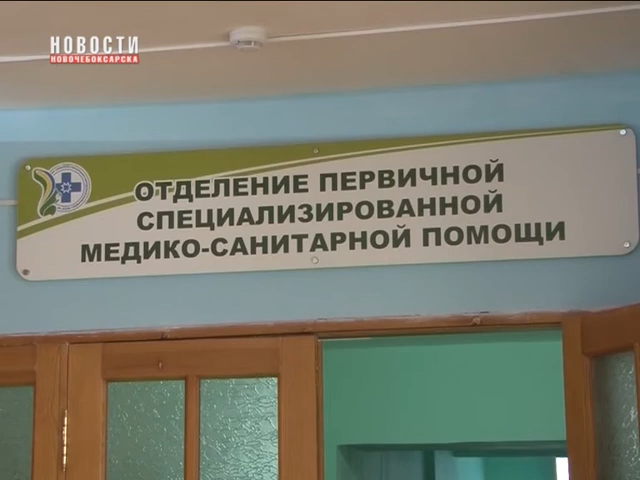 НОВОСТИ
НОВОЧЕБОКСАРСКА
ОТДЕЛЕНИЕ ПЕРВИЧНОЙ
СПЕЦИАЛИЗИРОВАННОЙ
МЕДИКО-САНИТАРНОЙ ПОМОЩИ